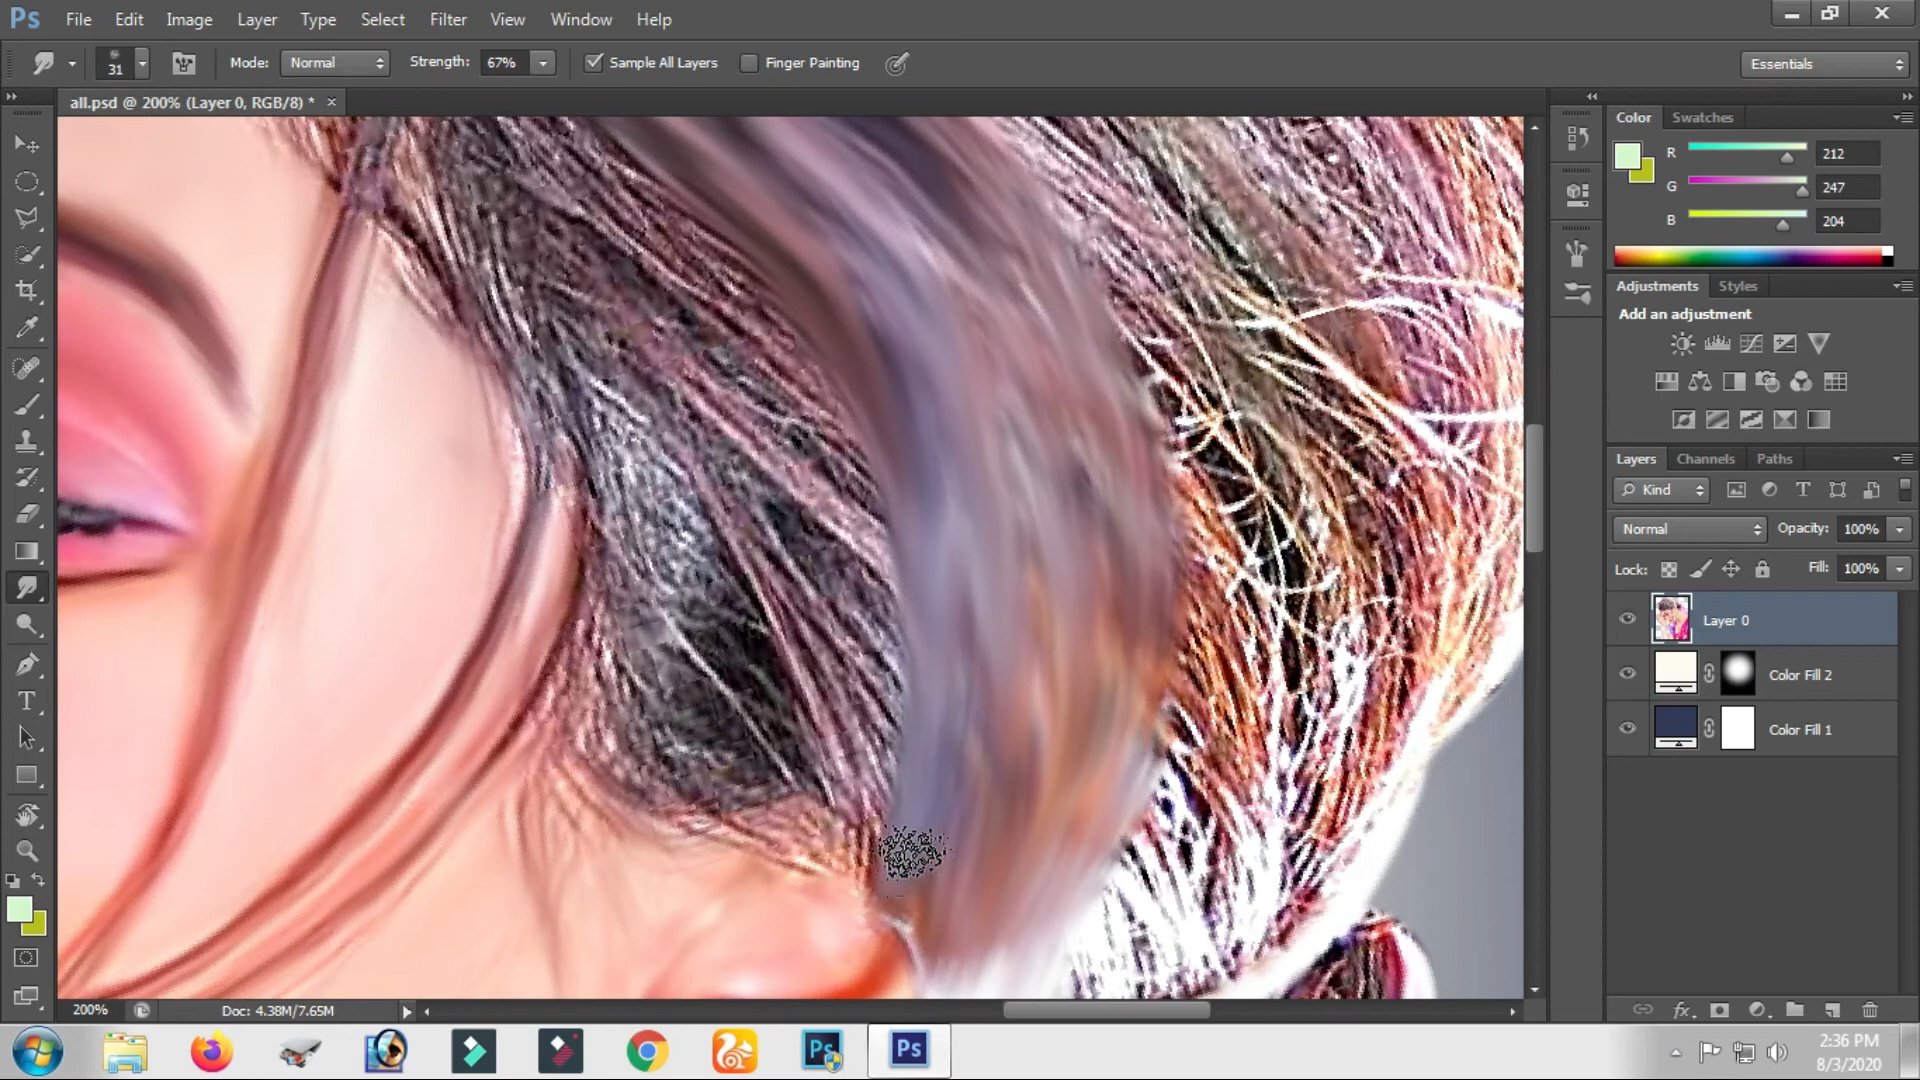 Ps File Edit Image Layer Type Select Filter View Window Help
31 Mode: Normal Strength: 67% Sample All Layers Finger Painting Essentials
all.psd @ 200% (Layer 0, RGB/8) * ×
Color Swatches
R 212
G 247
B 204
Adjustments Styles
Add an adjustment
Layers Channels Paths
Kind
Normal Opacity: 100%
Lock: Fill: 100%
Layer 0
Color Fill 2
Color Fill 1
fx
200% Doc: 4.38M/7.65M
Ps Ps
2:36 PM
8/3/2020